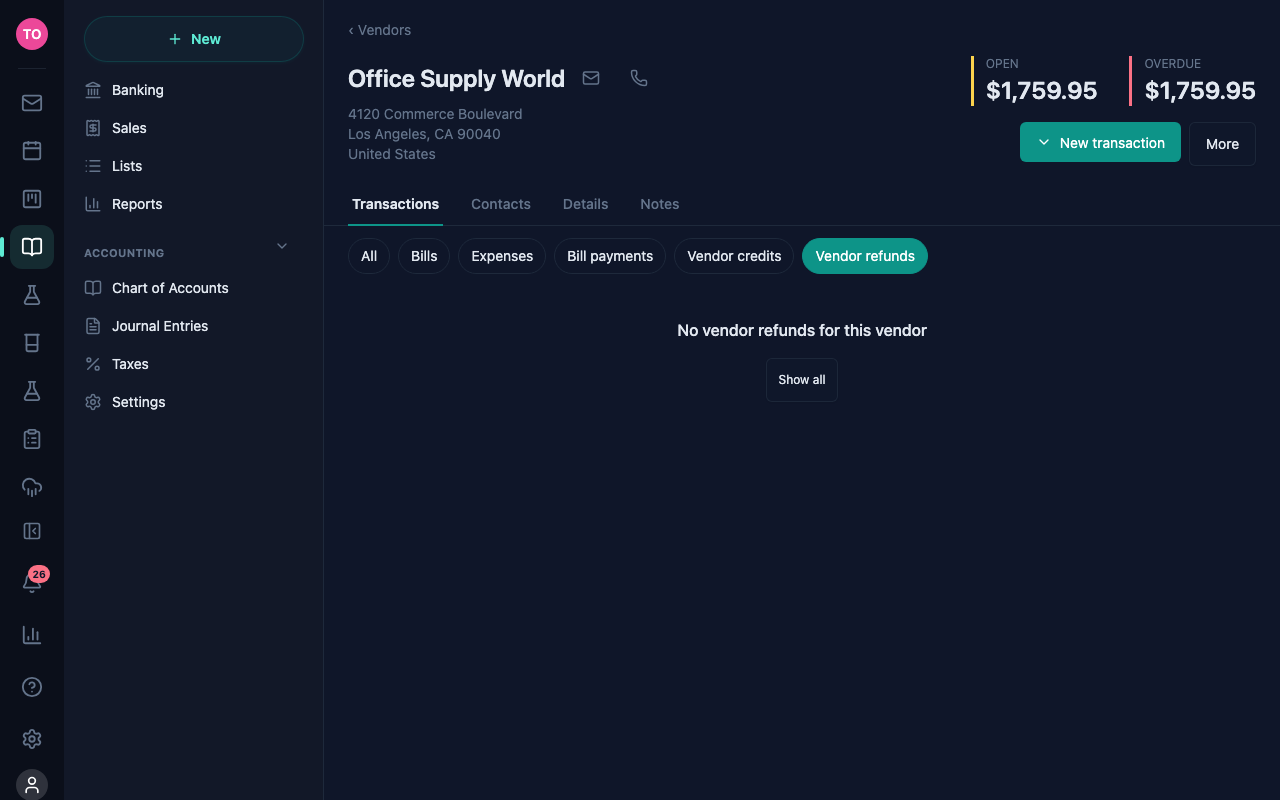 TO
New
Banking
Sales
Lists
Reports
ACCOUNTING
Chart of Accounts
Journal Entries
Taxes
Settings
26
‹ Vendors
Office Supply World
4120 Commerce Boulevard
Los Angeles, CA 90040
United States
OPEN
$1,759.95
OVERDUE
$1,759.95
New transaction
More
Transactions Contacts Details Notes
All Bills Expenses Bill payments Vendor credits Vendor refunds
No vendor refunds for this vendor
Show all